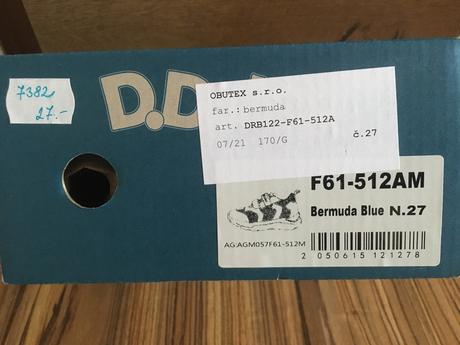 7382
27.-
D.D.
OBUTEX s.r.o.
far.: bermuda
art. DRB122-F61-512A
07/21 170/G č.27
F61-512AM
Bermuda Blue N.27
AG:AGM057F61-512M
2 050615 121278